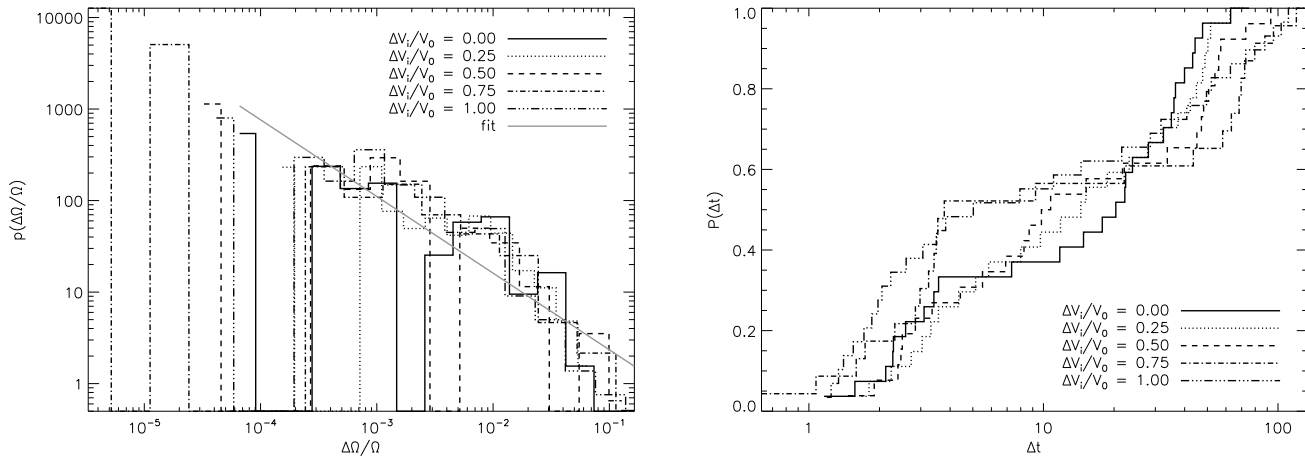 10000
1000
100
10
1
p(ΔΩ/Ω)
ΔV_i/V_0 = 0.00
ΔV_i/V_0 = 0.25
ΔV_i/V_0 = 0.50
ΔV_i/V_0 = 0.75
ΔV_i/V_0 = 1.00
fit
10^-5 10^-4 10^-3 10^-2 10^-1
ΔΩ/Ω
1.0
0.8
0.6
0.4
0.2
0.0
P(Δt)
ΔV_i/V_0 = 0.00
ΔV_i/V_0 = 0.25
ΔV_i/V_0 = 0.50
ΔV_i/V_0 = 0.75
ΔV_i/V_0 = 1.00
1 10 100
Δt